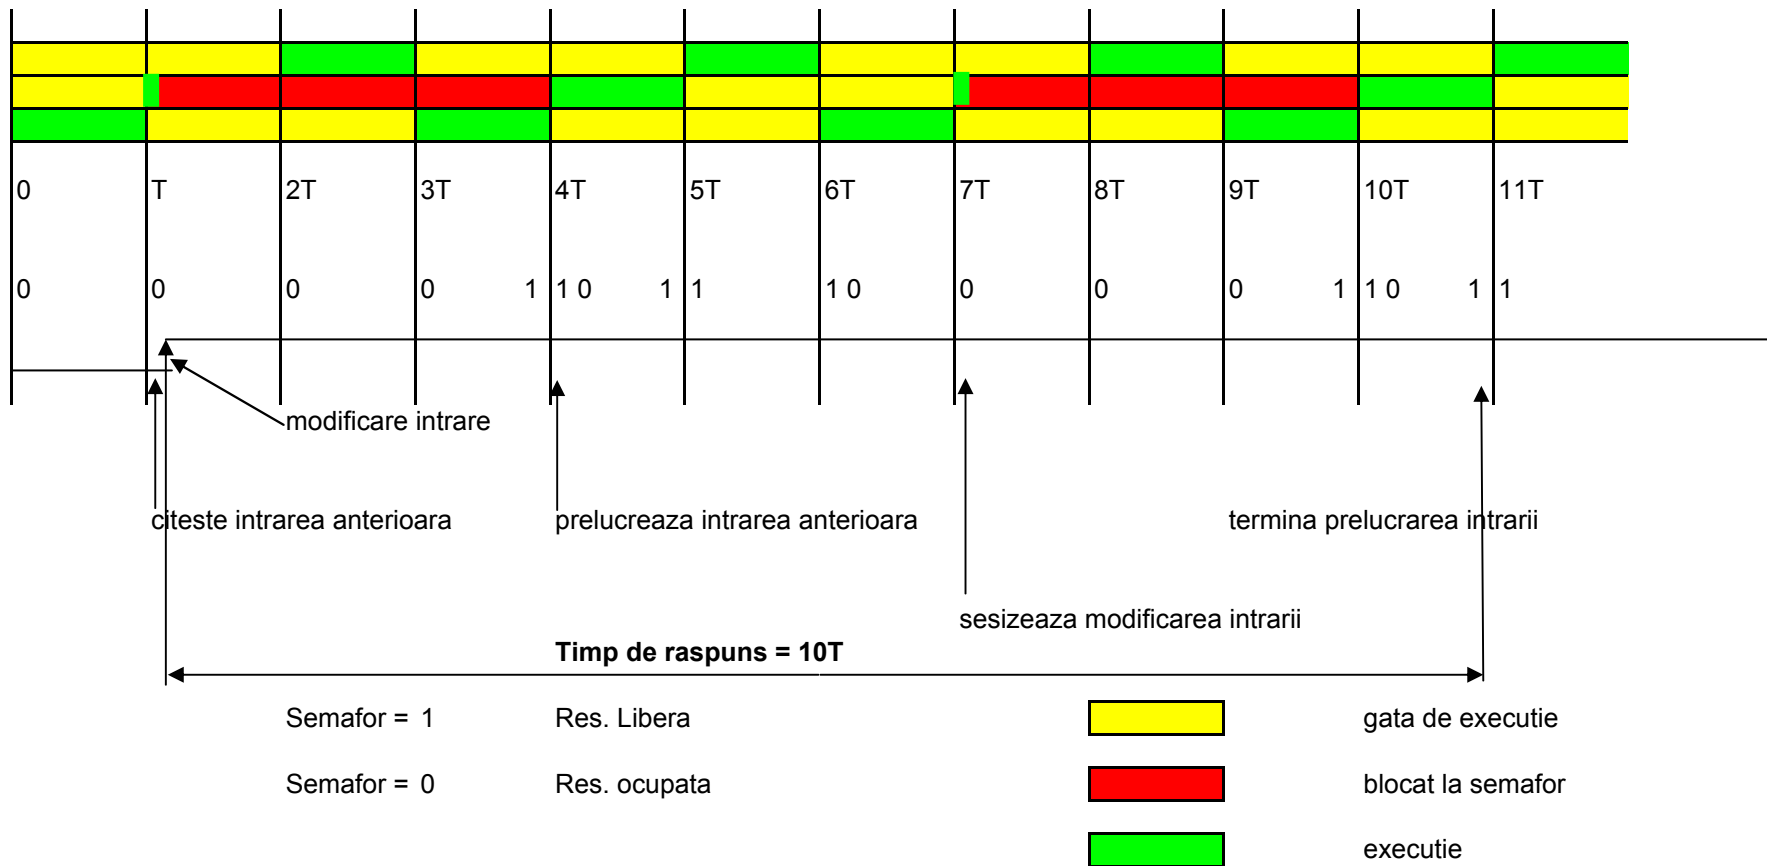 0 T 2T 3T 4T 5T 6T 7T 8T 9T 10T 11T
0 0 0 0 1 1 0 1 1 1 0 0 0 0 1 1 0 1 1
modificare intrare
citeste intrarea anterioara prelucreaza intrarea anterioara termina prelucrarea intrarii
sesizeaza modificarea intrarii
Timp de raspuns = 10T
Semafor = 1 Res. Libera gata de executie
Semafor = 0 Res. ocupata blocat la semafor
executie